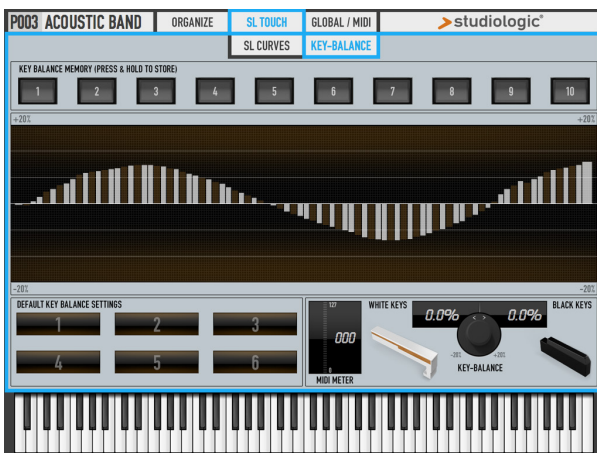 P003 ACOUSTIC BAND
ORGANIZE
SL TOUCH
GLOBAL / MIDI
studiologic®
SL CURVES
KEY-BALANCE
KEY BALANCE MEMORY (PRESS & HOLD TO STORE)
1 2 3 4 5 6 7 8 9 10
+20% +20%
-20% -20%
DEFAULT KEY BALANCE SETTINGS
1 2 3
4 5 6
127
000
0
MIDI METER
WHITE KEYS
0.0% 0.0%
BLACK KEYS
-20% +20%
KEY-BALANCE